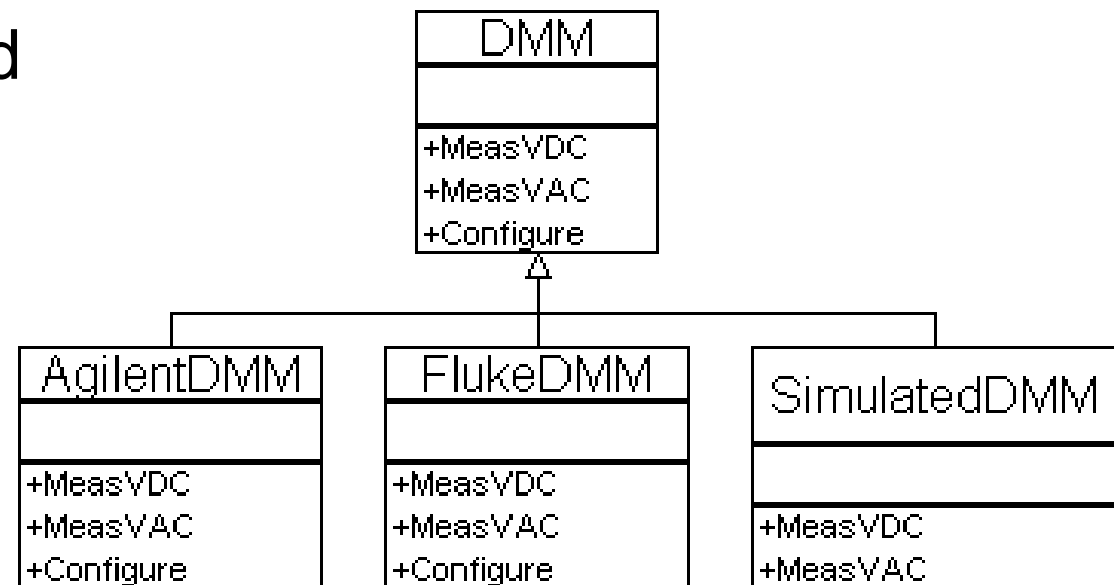 d
DMM
+MeasVDC
+MeasVAC
+Configure
AgilentDMM
+MeasVDC
+MeasVAC
+Configure
FlukeDMM
+MeasVDC
+MeasVAC
+Configure
SimulatedDMM
+MeasVDC
+MeasVAC